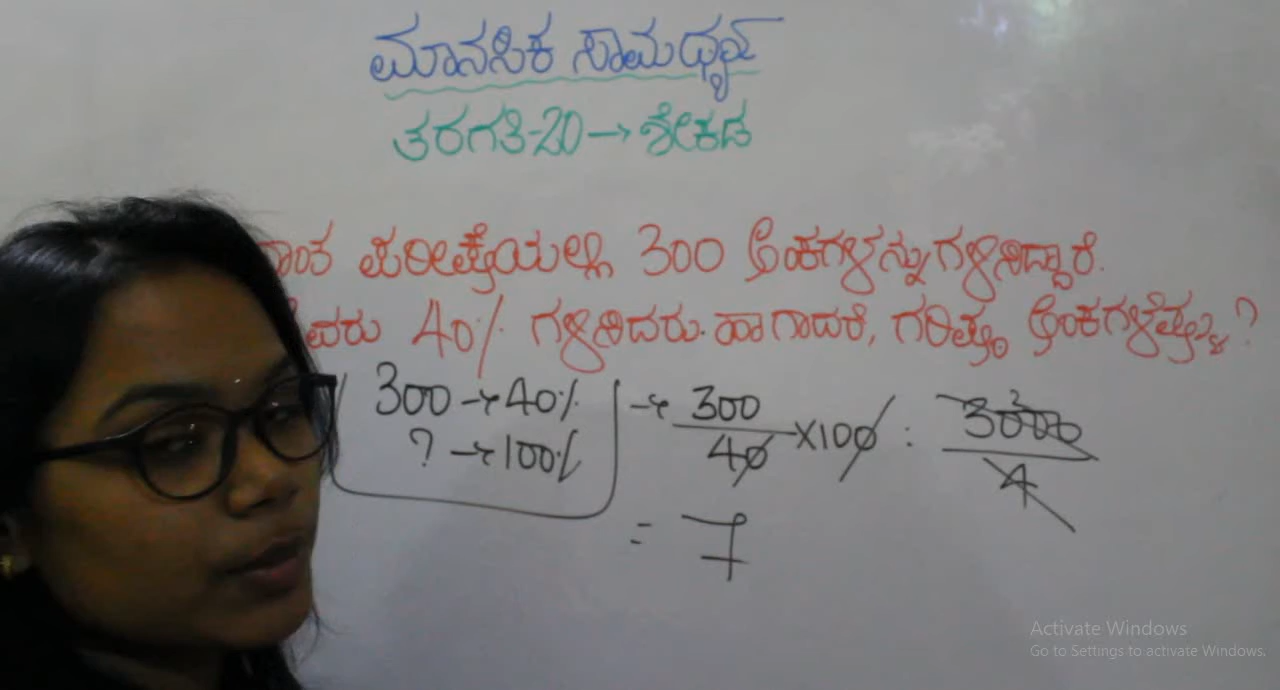 ಮಾನಸಿಕ ಸಾಮರ್ಥ್ಯ
ತರಗತಿ-20 → ಶೇಕಡ
ಪರೀಕ್ಷೆಯಲ್ಲಿ 300 ಅಂಕಗಳನ್ನು ಗಳಿಸಿದ್ದಾರೆ.
40% ಗಳಿಸಿದರು. ಹಾಗಾದರೆ, ಗರಿಷ್ಠ ಅಂಕಗಳೆಷ್ಟು?
300 → 40% → 300/40 × 100 : 3000/4
? → 100%
= 7
Activate Windows
Go to Settings to activate Windows.